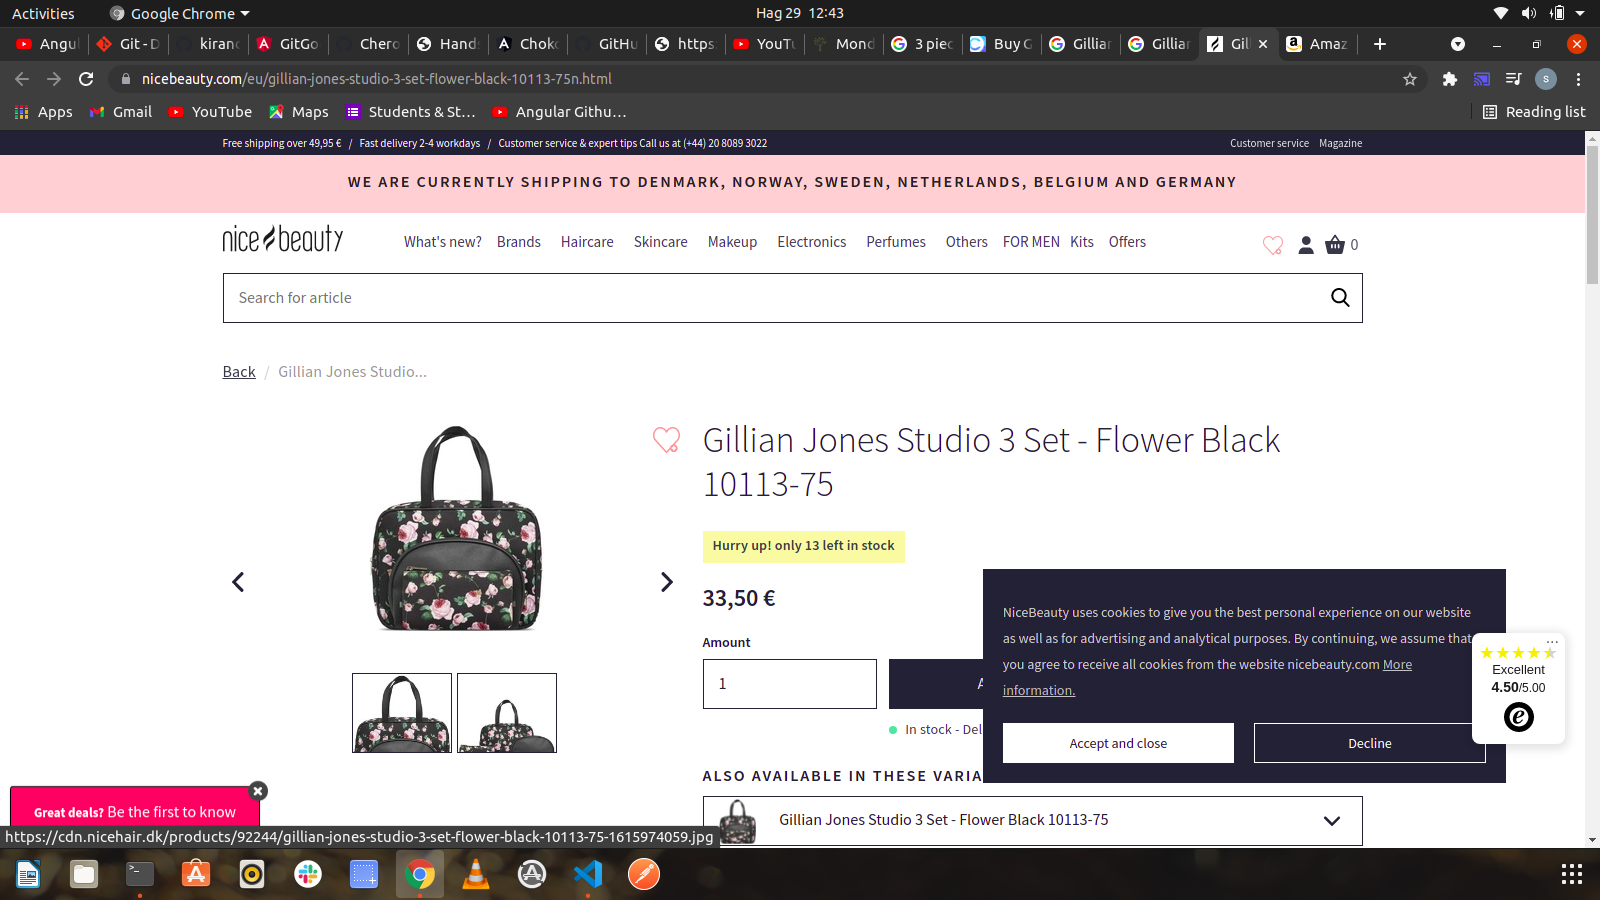 Activities
Google Chrome
Hag 29 12:43
Angul
Git - D
kiran
GitGo
Chero
Hand
Choko
GitHu
https:
YouTu
Mond
3 piec
Buy G
Gillian
Gillian
Gil
Amaz
nicebeauty.com/eu/gillian-jones-studio-3-set-flower-black-10113-75n.html
S
Apps
Gmail
YouTube
Maps
Students & St...
Angular Githu...
Reading list
Free shipping over 49,95 € / Fast delivery 2-4 workdays / Customer service & expert tips Call us at (+44) 20 8089 3022
Customer service
Magazine
WE ARE CURRENTLY SHIPPING TO DENMARK, NORWAY, SWEDEN, NETHERLANDS, BELGIUM AND GERMANY
nice beauty
What's new?
Brands
Haircare
Skincare
Makeup
Electronics
Perfumes
Others
FOR MEN
Kits
Offers
0
Search for article
Back / Gillian Jones Studio...
Gillian Jones Studio 3 Set - Flower Black
10113-75
Hurry up! only 13 left in stock
33,50 €
Amount
1
A
In stock - Del
NiceBeauty uses cookies to give you the best personal experience on our website
as well as for advertising and analytical purposes. By continuing, we assume that
you agree to receive all cookies from the website nicebeauty.com More
information.
Accept and close
Decline
Excellent
4.50/5.00
ALSO AVAILABLE IN THESE VARIA
Gillian Jones Studio 3 Set - Flower Black 10113-75
Great deals? Be the first to know
https://cdn.nicehair.dk/products/92244/gillian-jones-studio-3-set-flower-black-10113-75-1615974059.jpg